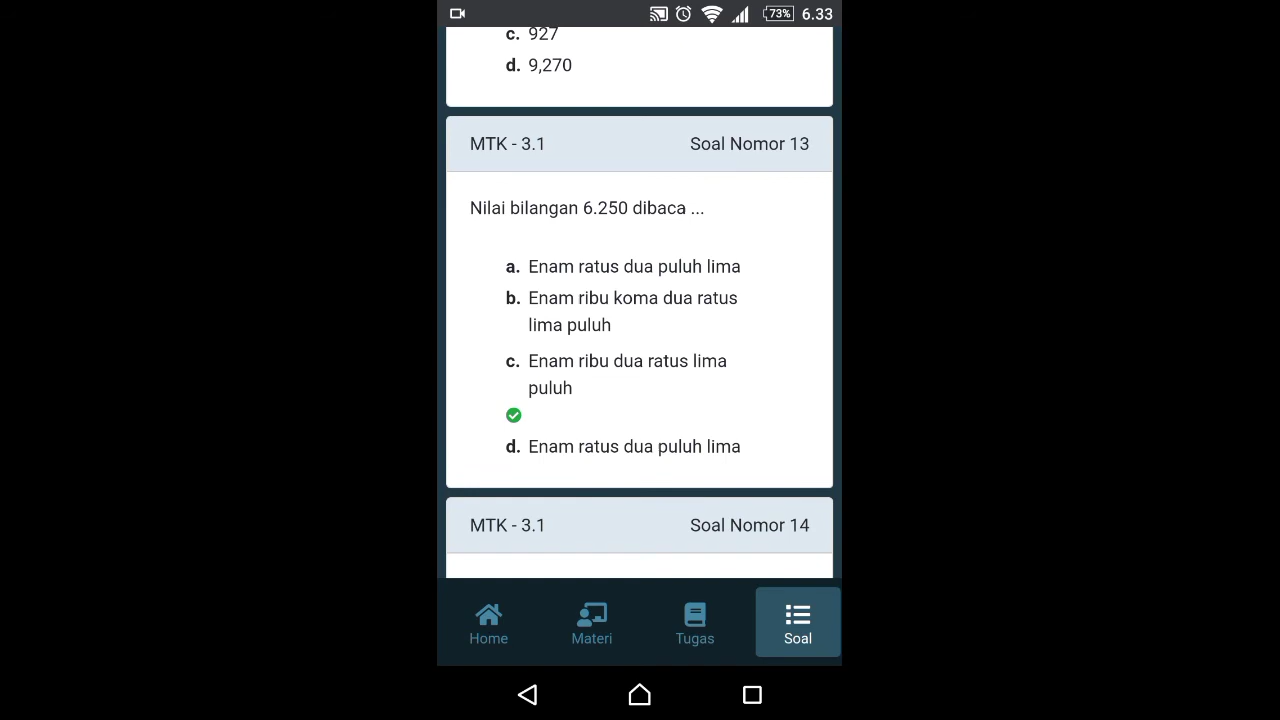 73% 6.33
c. 927
d. 9,270
MTK - 3.1 Soal Nomor 13
Nilai bilangan 6.250 dibaca ...
a. Enam ratus dua puluh lima
b. Enam ribu koma dua ratus
lima puluh
c. Enam ribu dua ratus lima
puluh
d. Enam ratus dua puluh lima
MTK - 3.1 Soal Nomor 14
Home Materi Tugas Soal